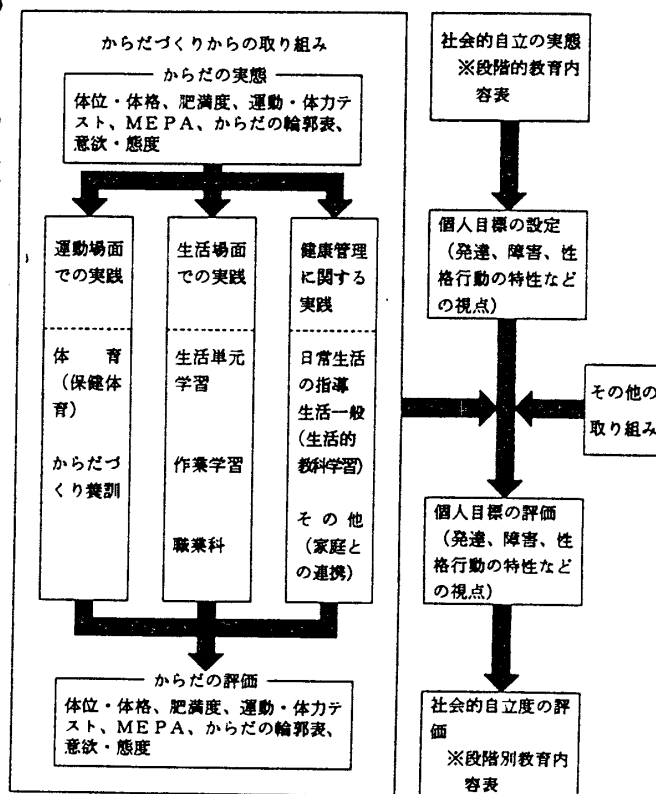 からだづくりからの取り組み
からだの実態
体位・体格、肥満度、運動・体力テ
スト、MEPA、からだの輪郭表、
意欲・態度
運動場面
での実践
体　育
（保健体
育）
からだづ
くり養訓
生活場面
での実践
生活単元
学習
作業学習
職業科
健康管理
に関する
実践
日常生活
の指導
生活一般
（生活的
教科学習）
その他
（家庭と
の連携）
からだの評価
体位・体格、肥満度、運動・体力テ
スト、MEPA、からだの輪郭表、
意欲・態度
社会的自立の実態
※段階的教育内
容表
個人目標の設定
（発達、障害、性
格行動の特性など
の視点）
その他の
取り組み
個人目標の評価
（発達、障害、性
格行動の特性など
の視点）
社会的自立度の評
価
※段階別教育内
容表